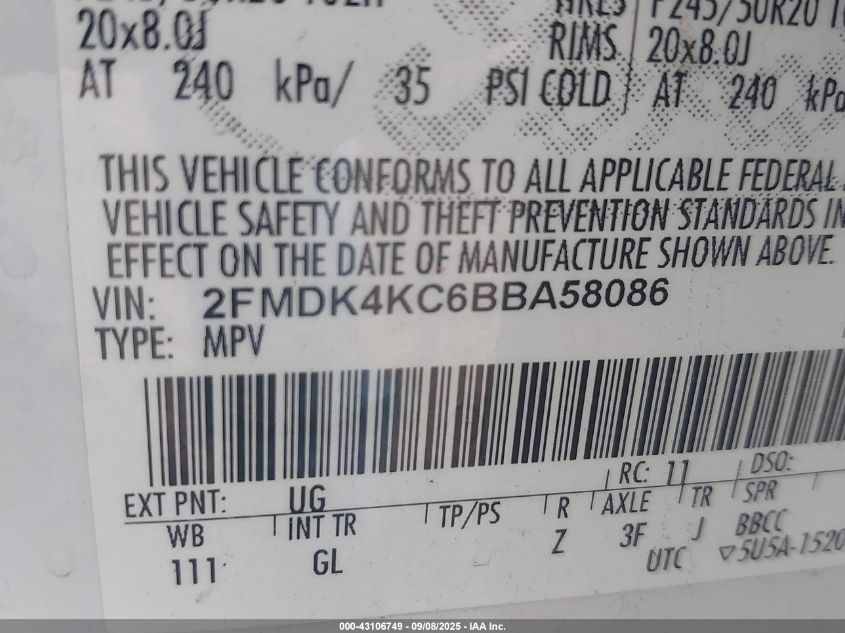 20x8.0J RIMS 20x8.0J
AT 240 kPa/ 35 PSI COLD AT 240 kPa
THIS VEHICLE CONFORMS TO ALL APPLICABLE FEDERAL
VEHICLE SAFETY AND THEFT PREVENTION STANDARDS IN
EFFECT ON THE DATE OF MANUFACTURE SHOWN ABOVE.
VIN: 2FMDK4KC6BBA58086
TYPE: MPV
EXT PNT: UG RC: 11 DSO:
WB INT TR TP/PS R AXLE TR SPR
111 GL Z 3F J BBCC
UTC ▽5U5A-1520
000-43106749 - 09/08/2025 - IAA Inc.